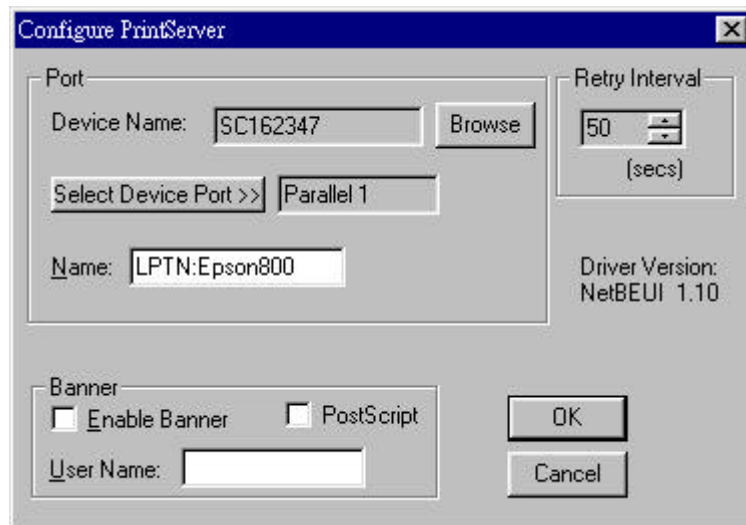 Configure PrintServer
Port
Device Name: SC162347 Browse
Select Device Port >> Parallel 1
Name: LPTN:Epson800
Retry Interval
50
(secs)
Driver Version:
NetBEUI 1.10
Banner
Enable Banner PostScript
User Name:
OK
Cancel